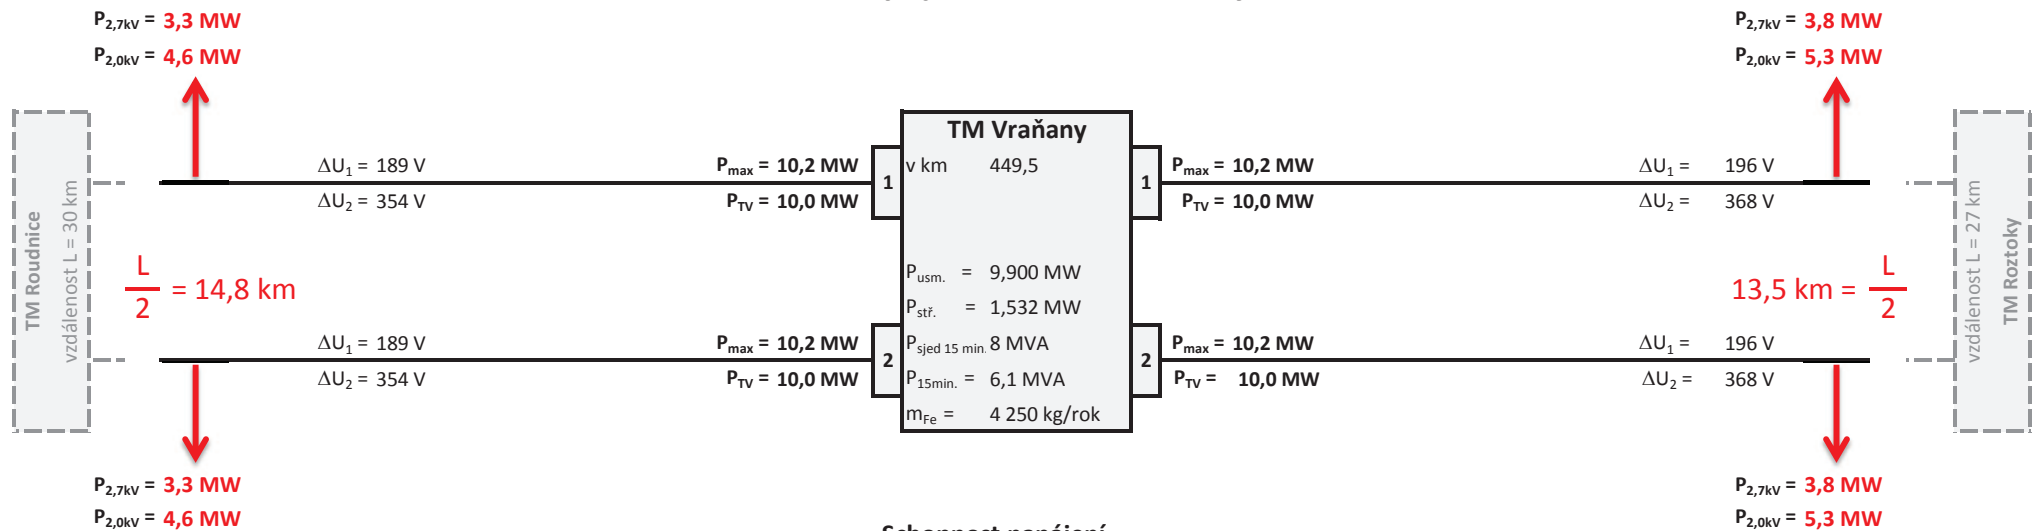 P2,7kV = 3,3 MW
P2,0kV = 4,6 MW
P2,7kV = 3,8 MW
P2,0kV = 5,3 MW
TM Roudnice
vzdálenost L = 30 km
ΔU1 = 189 V
ΔU2 = 354 V
Pmax = 10,2 MW
PTV = 10,0 MW
1
TM Vraňany
v km 449,5
1
Pmax = 10,2 MW
PTV = 10,0 MW
ΔU1 = 196 V
ΔU2 = 368 V
L/2 = 14,8 km
Pusm. = 9,900 MW
Pstř. = 1,532 MW
Psjed 15 min. 8 MVA
P15min. = 6,1 MVA
mFe = 4 250 kg/rok
13,5 km = L/2
vzdálenost L = 27 km
TM Roztoky
ΔU1 = 189 V
ΔU2 = 354 V
Pmax = 10,2 MW
PTV = 10,0 MW
2
2
Pmax = 10,2 MW
PTV = 10,0 MW
ΔU1 = 196 V
ΔU2 = 368 V
P2,7kV = 3,3 MW
P2,0kV = 4,6 MW
P2,7kV = 3,8 MW
P2,0kV = 5,3 MW